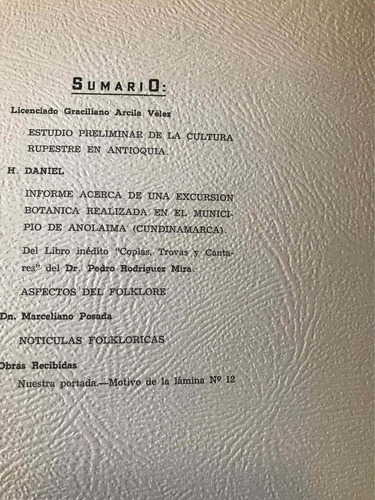 SUMARIO:
Licenciado Graciliano Arcila Vélez
ESTUDIO PRELIMINAR DE LA CULTURA
RUPESTRE EN ANTIOQUIA.
H. DANIEL
INFORME ACERCA DE UNA EXCURSION
BOTANICA REALIZADA EN EL MUNICI-
PIO DE ANOLAIMA (CUNDINAMARCA).
Del Libro inédito "Coplas, Trovas y Canta-
res" del Dr. Pedro Rodríguez Mira.
ASPECTOS DEL FOLKLORE
Dn. Marceliano Posada
NOTICULAS FOLKLORICAS
Obras Recibidas
Nuestra portada.—Motivo de la lámina Nº 12